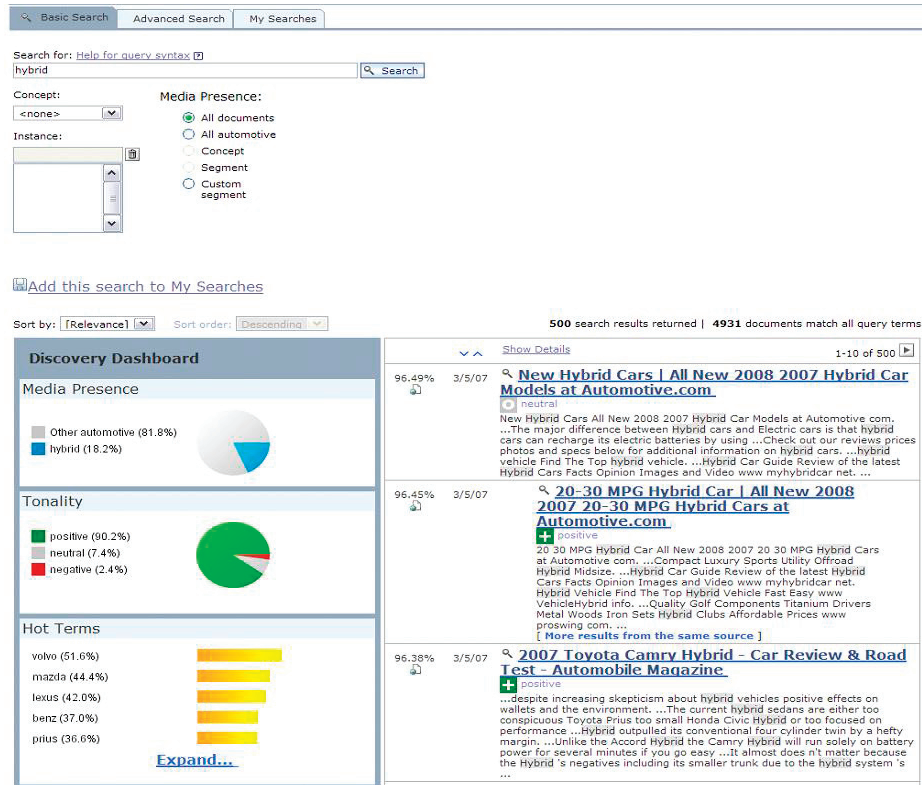 Basic Search
Advanced Search
My Searches
Search for: Help for query syntax
hybrid
Search
Concept:
<none>
Instance:
Media Presence:
All documents
All automotive
Concept
Segment
Custom
segment
Add this search to My Searches
Sort by: [Relevance]
Sort order: Descending
500 search results returned | 4931 documents match all query terms
Discovery Dashboard
Media Presence
Other automotive (81.8%)
hybrid (18.2%)
Tonality
positive (90.2%)
neutral (7.4%)
negative (2.4%)
Hot Terms
volvo (51.6%)
mazda (44.4%)
lexus (42.0%)
benz (37.0%)
prius (36.6%)
Expand...
Show Details
1-10 of 500
96.49%
3/5/07
New Hybrid Cars | All New 2008 2007 Hybrid Car
Models at Automotive.com
neutral
New Hybrid Cars All New 2008 2007 Hybrid Car Models at Automotive com.
...The major difference between Hybrid cars and Electric cars is that hybrid
cars can recharge its electric batteries by using ...Check out our reviews prices
photos and specs below for additional information on hybrid cars. ...hybrid
vehicle Find The Top hybrid vehicle. ...Hybrid Car Guide Review of the latest
Hybrid Cars Facts Opinion Images and Video www myhybridcar net. ...
96.45%
3/5/07
20-30 MPG Hybrid Car | All New 2008
2007 20-30 MPG Hybrid Cars at
Automotive.com
positive
20 30 MPG Hybrid Car All New 2008 2007 20 30 MPG Hybrid Cars
at Automotive com. ...Compact Luxury Sports Utility Offroad
Hybrid Midsize. ...Hybrid Car Guide Review of the latest Hybrid
Cars Facts Opinion Images and Video www myhybridcar net.
Hybrid Vehicle Find The Top Hybrid Vehicle Fast Easy www
VehicleHybrid info. ...Quality Golf Components Titanium Drivers
Metal Woods Iron Sets Hybrid Clubs Affordable Prices www
proswing com. ...
[ More results from the same source ]
96.38%
3/5/07
2007 Toyota Camry Hybrid - Car Review & Road
Test - Automobile Magazine
positive
...despite increasing skepticism about hybrid vehicles positive effects on
wallets and the environment. ...The current hybrid sedans are either too
conspicuous Toyota Prius too small Honda Civic Hybrid or too focused on
performance ...Hybrid outpulled its conventional four cylinder twin by a hefty
margin. ...Unlike the Accord Hybrid the Camry Hybrid will run solely on battery
power for several minutes if you go easy ...It almost does n't matter because
the Hybrid 's negatives including its smaller trunk due to the hybrid system 's
...